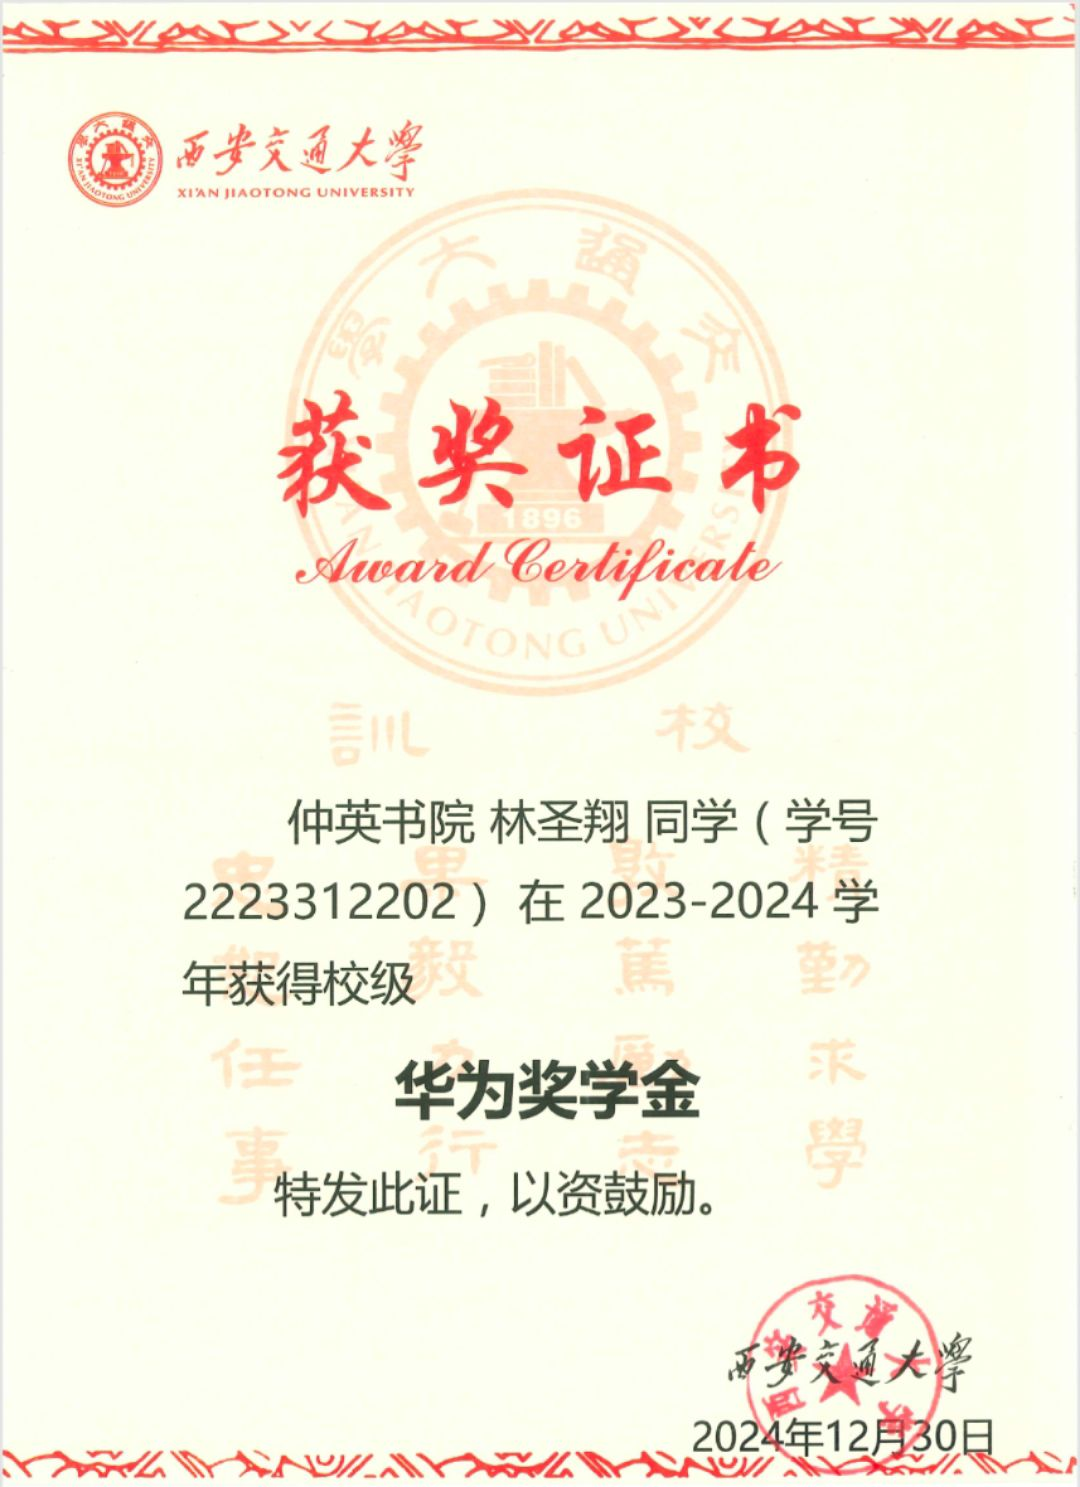 西安交通大学
XI'AN JIAOTONG UNIVERSITY
获奖证书
Award Certificate
1896
XI'AN JIAOTONG UNIVERSITY
校訓
仲英书院 林圣翔 同学（学号
2223312202） 在 2023-2024 学
年获得校级
华为奖学金
特发此证，以资鼓励。
精勤求學
敦篤勵志
果毅力行
忠恕任事
西安交通大学
2024年12月30日